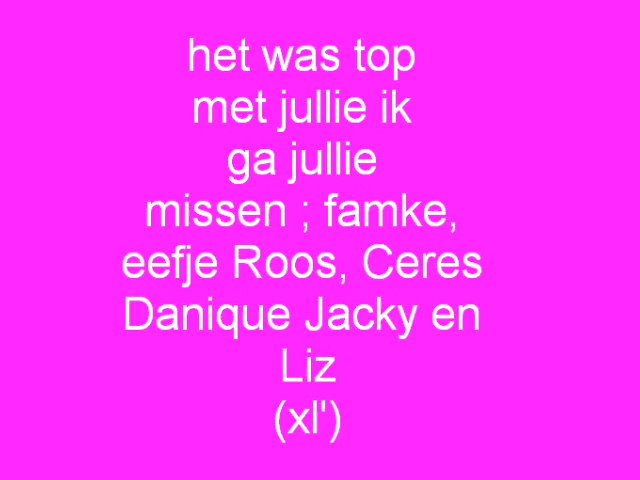 het was top
met jullie ik
ga jullie
missen ; famke,
eefje Roos, Ceres
Danique Jacky en
Liz
(xl')